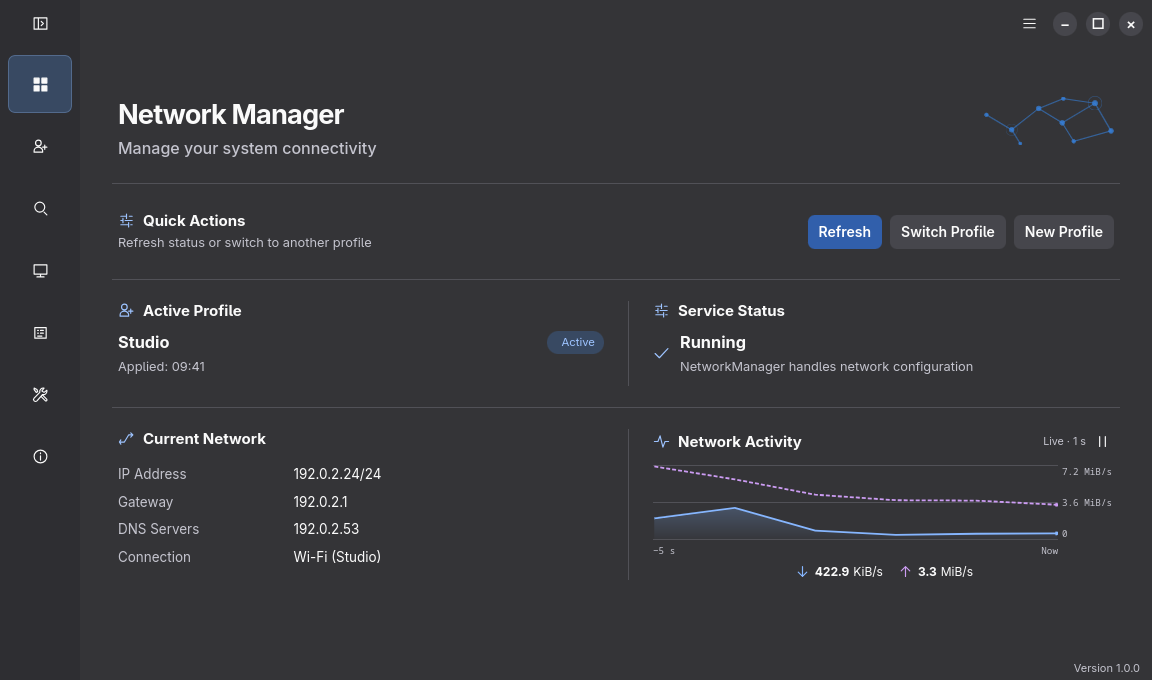 Network Manager
Manage your system connectivity
Quick Actions
Refresh status or switch to another profile
Refresh
Switch Profile
New Profile
Active Profile
Studio
Active
Applied: 09:41
Service Status
Running
NetworkManager handles network configuration
Current Network
IP Address 192.0.2.24/24
Gateway 192.0.2.1
DNS Servers 192.0.2.53
Connection Wi-Fi (Studio)
Network Activity
Live · 1 s
7.2 MiB/s
3.6 MiB/s
0
−5 s
Now
422.9 KiB/s
3.3 MiB/s
Version 1.0.0